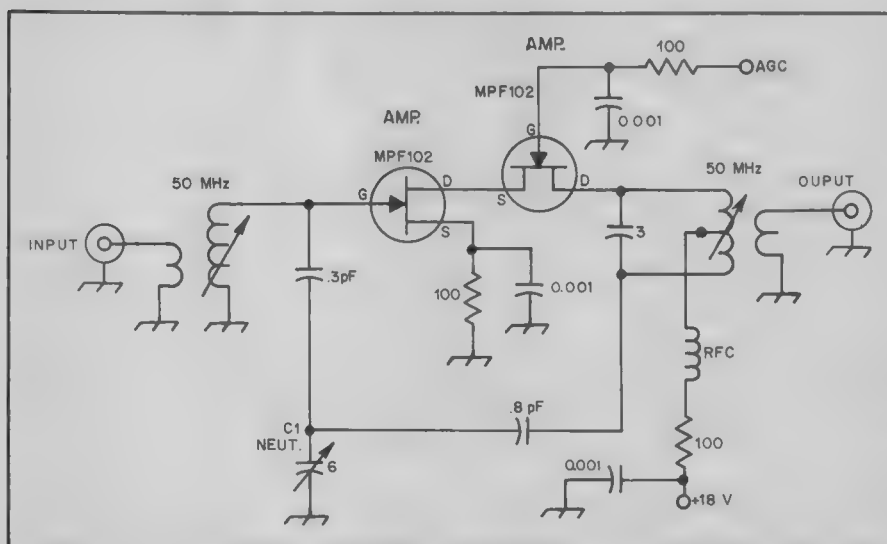 AMP.
100
AGC
MPF102
0.001
AMP.
G
MPF102
50 MHz
D
S
D
50 MHz
OUPUT
G
S
INPUT
3
.3pF
100
0.001
RFC
.8 pF
C1
NEUT.
6
100
0.001
+18 V